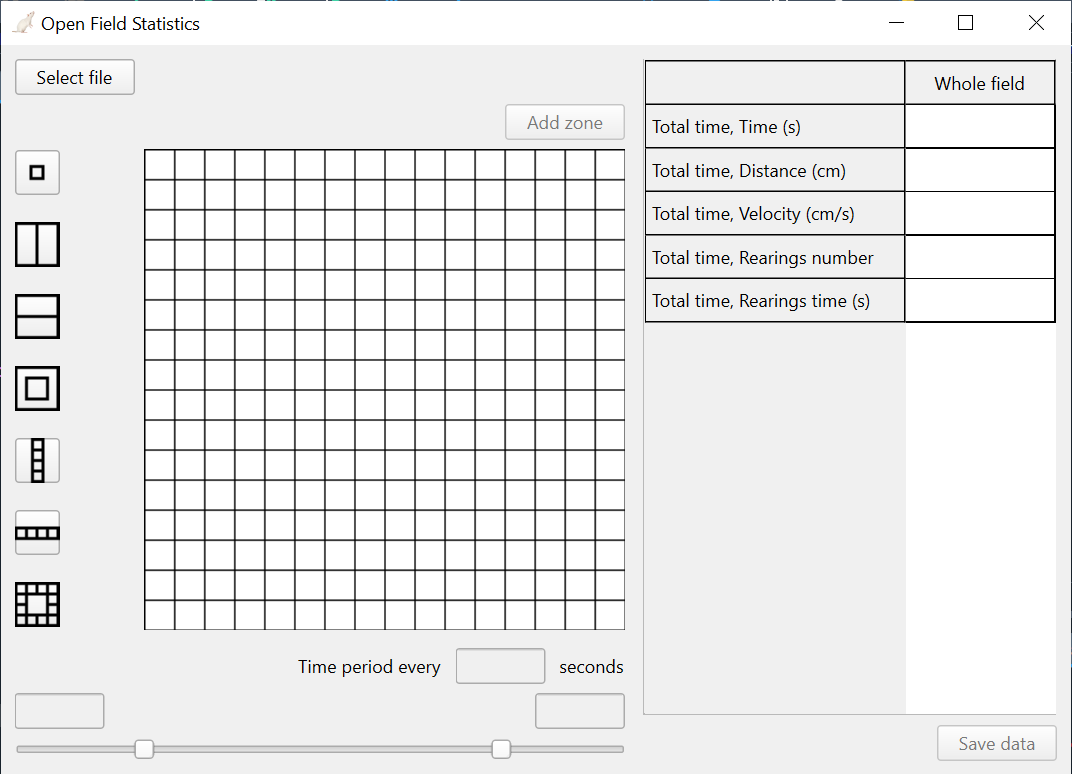 Open Field Statistics
Select file
Add zone
Whole field
Total time, Time (s)
Total time, Distance (cm)
Total time, Velocity (cm/s)
Total time, Rearings number
Total time, Rearings time (s)
Time period every seconds
Save data